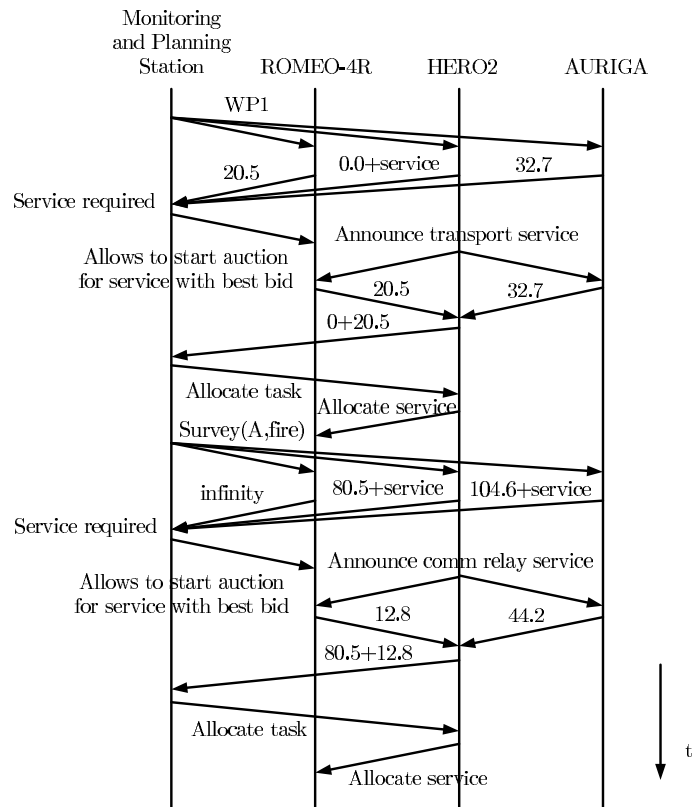 Monitoring
and Planning
Station
ROMEO-4R
HERO2
AURIGA
WP1
20.5
0.0+service
32.7
Service required
Announce transport service
Allows to start auction
for service with best bid
20.5
32.7
0+20.5
Allocate task
Allocate service
Survey(A,fire)
infinity
80.5+service
104.6+service
Service required
Announce comm relay service
Allows to start auction
for service with best bid
12.8
44.2
80.5+12.8
Allocate task
t
Allocate service